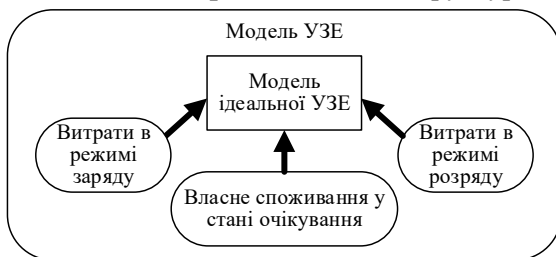 Модель УЗЕ
Модель
ідеальної УЗЕ
Витрати в
режимі
заряду
Витрати в
режимі
розряду
Власне споживання у
стані очікування